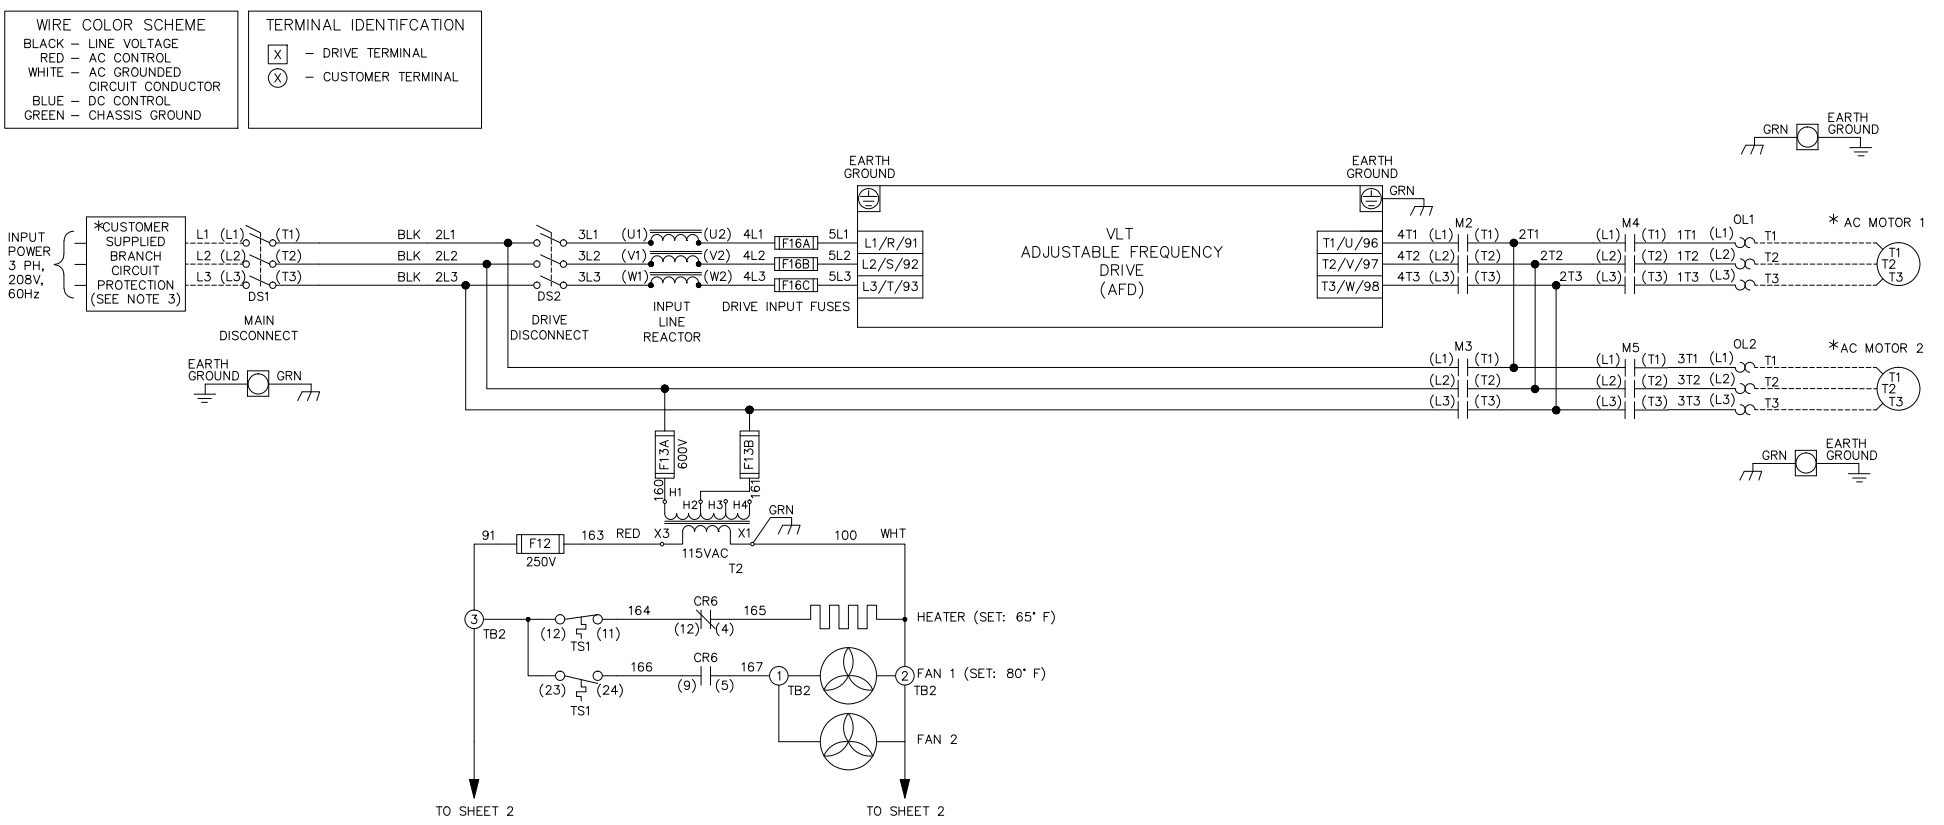 WIRE COLOR SCHEME
BLACK – LINE VOLTAGE
RED – AC CONTROL
WHITE – AC GROUNDED
CIRCUIT CONDUCTOR
BLUE – DC CONTROL
GREEN – CHASSIS GROUND
TERMINAL IDENTIFCATION
X – DRIVE TERMINAL
X – CUSTOMER TERMINAL
GRN
EARTH
GROUND
EARTH
GROUND
EARTH
GROUND
GRN
INPUT
POWER
3 PH,
208V,
60Hz
*CUSTOMER
SUPPLIED
BRANCH
CIRCUIT
PROTECTION
(SEE NOTE 3)
L1 (L1) (T1) BLK 2L1 3L1 (U1) (U2) 4L1 F16A 5L1 L1/R/91
L2 (L2) (T2) BLK 2L2 3L2 (V1) (V2) 4L2 F16B 5L2 L2/S/92
L3 (L3) (T3) BLK 2L3 3L3 (W1) (W2) 4L3 F16C 5L3 L3/T/93
DS1
MAIN
DISCONNECT
DS2
DRIVE
DISCONNECT
INPUT
LINE
REACTOR
DRIVE INPUT FUSES
VLT
ADJUSTABLE FREQUENCY
DRIVE
(AFD)
M2 M4 OL1 * AC MOTOR 1
T1/U/96 4T1 (L1) (T1) 2T1 (L1) (T1) 1T1 (L1) T1
T2/V/97 4T2 (L2) (T2) 2T2 (L2) (T2) 1T2 (L2) T2
T3/W/98 4T3 (L3) (T3) 2T3 (L3) (T3) 1T3 (L3) T3
T1
T2
T3
EARTH
GROUND
GRN
M3 M5 OL2 *AC MOTOR 2
(L1) (T1) (L1) (T1) 3T1 (L1) T1
(L2) (T2) (L2) (T2) 3T2 (L2) T2
(L3) (T3) (L3) (T3) 3T3 (L3) T3
T1
T2
T3
GRN
EARTH
GROUND
F13A
600V
F13B
160
161
H1
H2 H3 H4
GRN
91 F12 163 RED X3 X1 100 WHT
250V
115VAC
T2
3
TB2
164 CR6 165
(12) (11) (12) (4)
TS1
HEATER (SET: 65° F)
166 CR6 167
(23) (24) (9) (5)
TS1
1
TB2
2
TB2
FAN 1 (SET: 80° F)
FAN 2
TO SHEET 2
TO SHEET 2